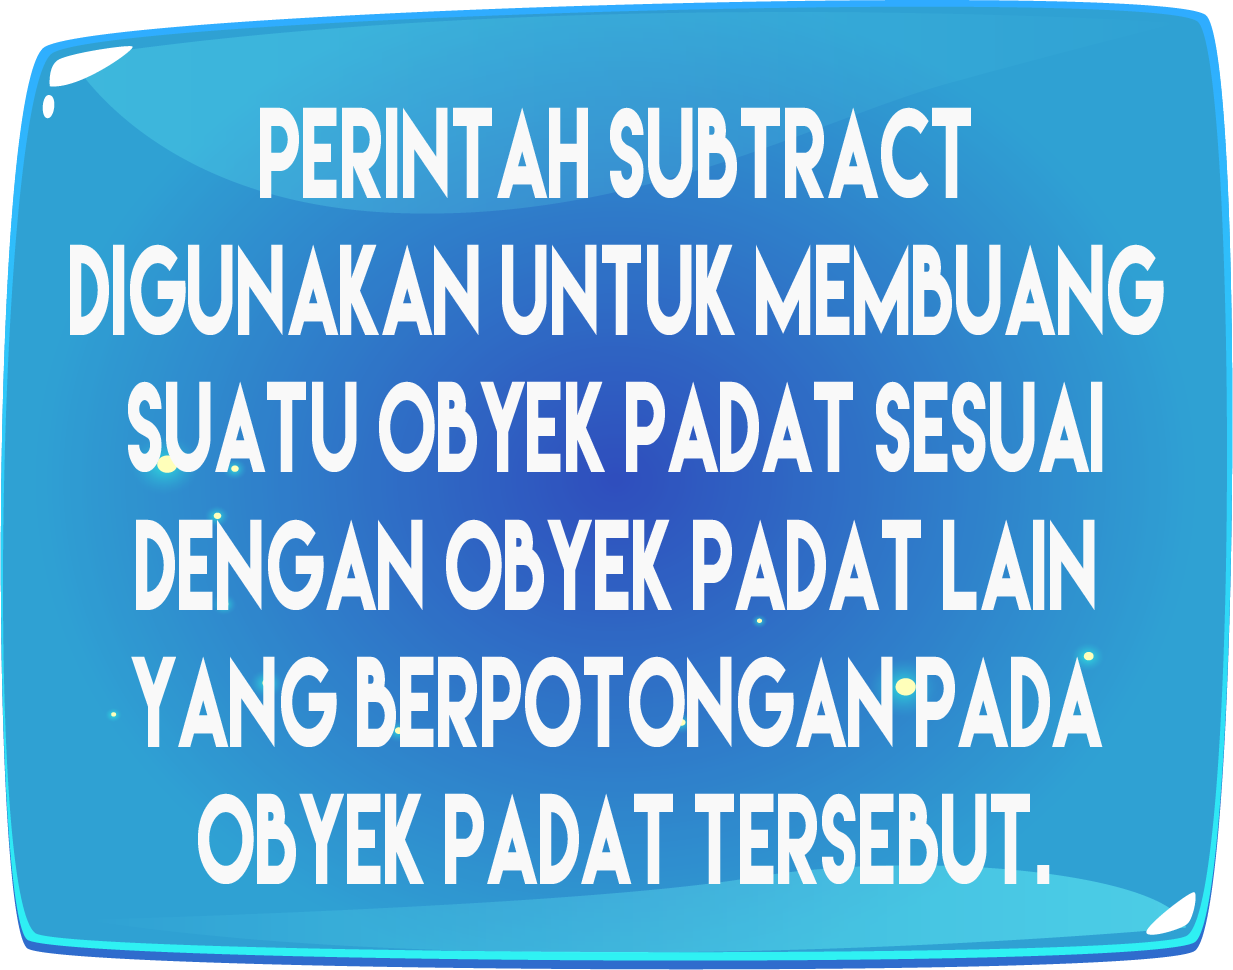 PERINTAH SUBTRACT
DIGUNAKAN UNTUK MEMBUANG
SUATU OBYEK PADAT SESUAI
DENGAN OBYEK PADAT LAIN
YANG BERPOTONGAN PADA
OBYEK PADAT TERSEBUT.